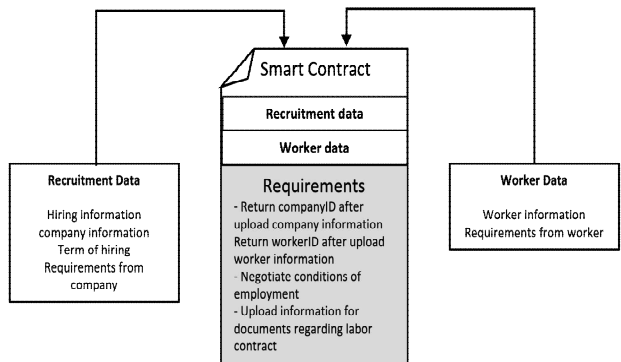 Smart Contract
Recruitment data
Worker data
Requirements
- Return companyID after
upload company information
Return workerID after upload
worker information
- Negotiate conditions of
employment
- Upload information for
documents regarding labor
contract
Recruitment Data
Hiring information
company information
Term of hiring
Requirements from
company
Worker Data
Worker information
Requirements from worker